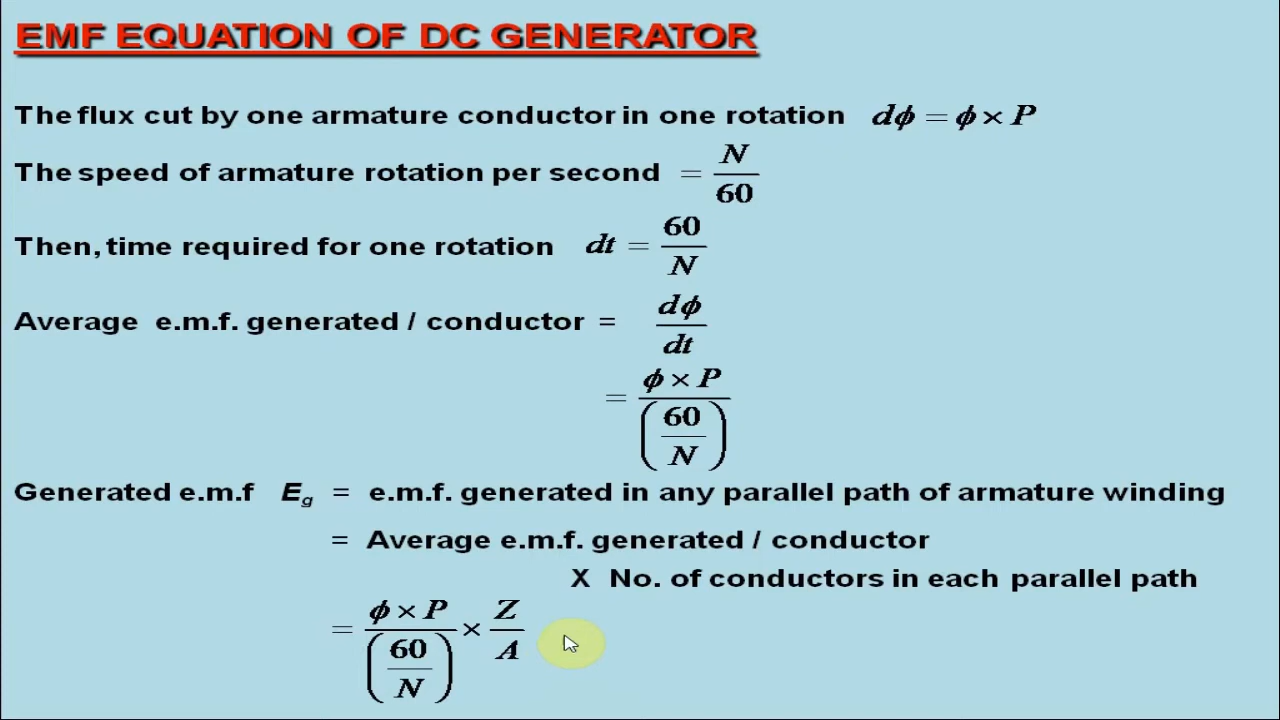 EMF EQUATION OF DC GENERATOR
The flux cut by one armature conductor in one rotation dϕ = ϕ × P
The speed of armature rotation per second = N/60
Then, time required for one rotation dt = 60/N
Average e.m.f. generated / conductor = dϕ/dt
= (ϕ × P)/(60/N)
Generated e.m.f E_g = e.m.f. generated in any parallel path of armature winding
= Average e.m.f. generated / conductor
X No. of conductors in each parallel path
= (ϕ × P)/(60/N) × Z/A